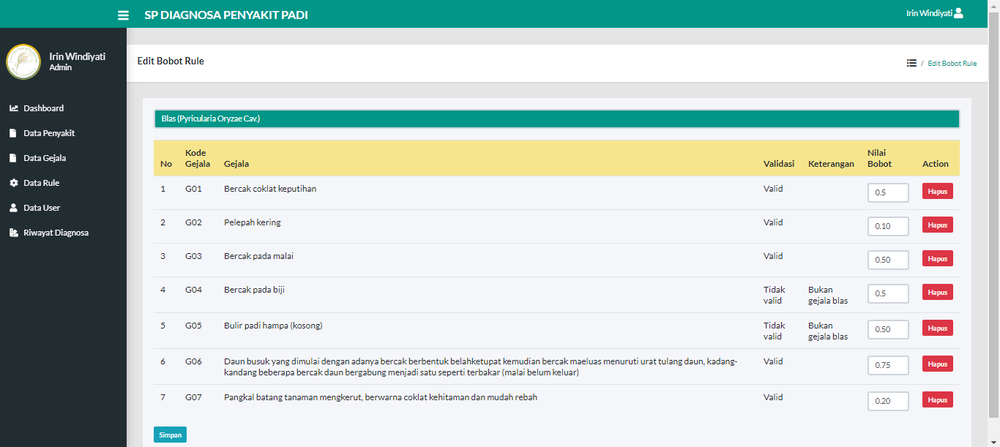 SP DIAGNOSA PENYAKIT PADI
Irin Windiyati
Irin Windiyati
Admin
Dashboard
Data Penyakit
Data Gejala
Data Rule
Data User
Riwayat Diagnosa
Edit Bobot Rule
/ Edit Bobot Rule
Blas (Pyricularia Oryzae Cav.)
No Kode Gejala Gejala Validasi Keterangan Nilai Bobot Action
1 G01 Bercak coklat keputihan Valid 0.5 Hapus
2 G02 Pelepah kering Valid 0.10 Hapus
3 G03 Bercak pada malai Valid 0.50 Hapus
4 G04 Bercak pada biji Tidak valid Bukan gejala blas 0.5 Hapus
5 G05 Bulir padi hampa (kosong) Tidak valid Bukan gejala blas 0.50 Hapus
6 G06 Daun busuk yang dimulai dengan adanya bercak berbentuk belahketupat kemudian bercak maeluas menuruti urat tulang daun, kadang-
kandang beberapa bercak daun bergabung menjadi satu seperti terbakar (malai belum keluar) Valid 0.75 Hapus
7 G07 Pangkal batang tanaman mengkerut, berwarna coklat kehitaman dan mudah rebah Valid 0.20 Hapus
Simpan